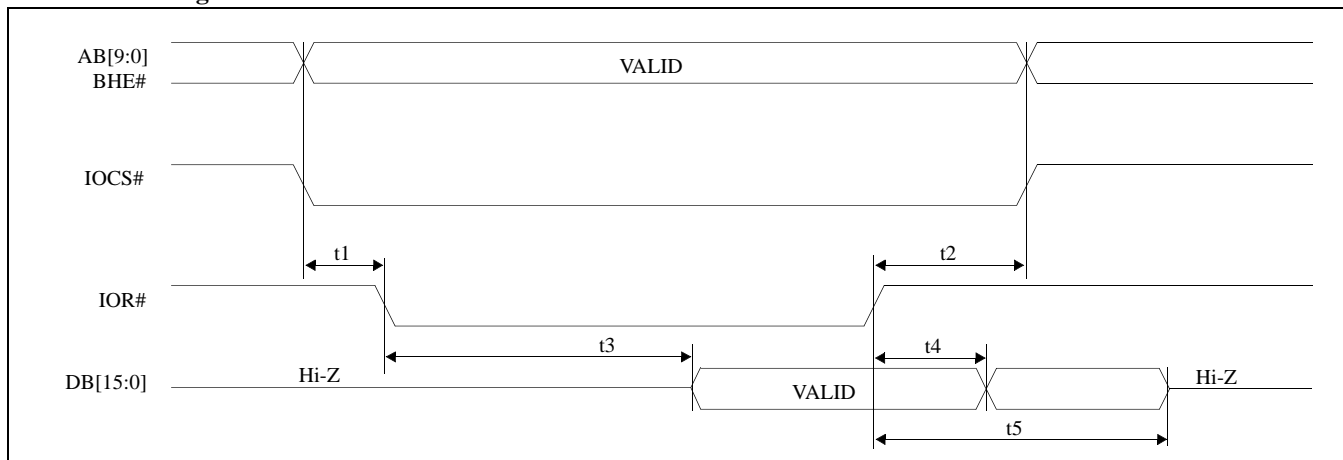 AB[9:0]
BHE#
VALID
IOCS#
t1
t2
IOR#
t3
t4
DB[15:0]
Hi-Z
VALID
Hi-Z
t5